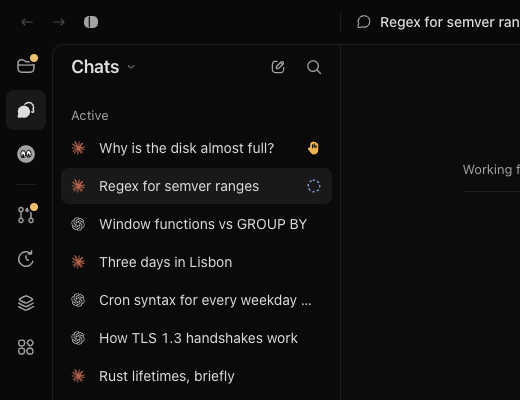 Regex for semver ran
Chats
Active
Why is the disk almost full?
Regex for semver ranges
Working f
Window functions vs GROUP BY
Three days in Lisbon
Cron syntax for every weekday ...
How TLS 1.3 handshakes work
Rust lifetimes, briefly